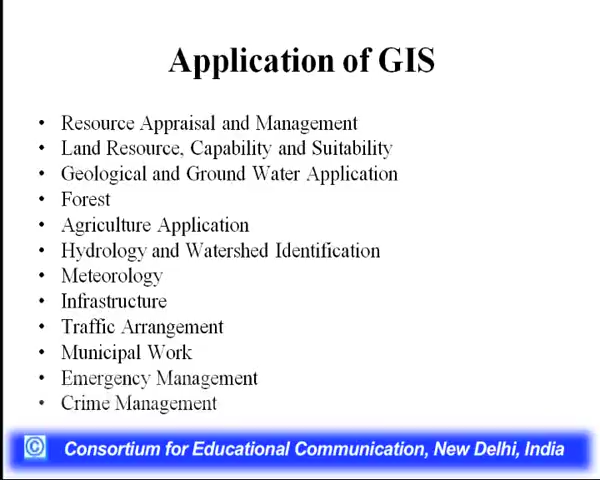 Application of GIS
• Resource Appraisal and Management
• Land Resource, Capability and Suitability
• Geological and Ground Water Application
• Forest
• Agriculture Application
• Hydrology and Watershed Identification
• Meteorology
• Infrastructure
• Traffic Arrangement
• Municipal Work
• Emergency Management
• Crime Management
© Consortium for Educational Communication, New Delhi, India